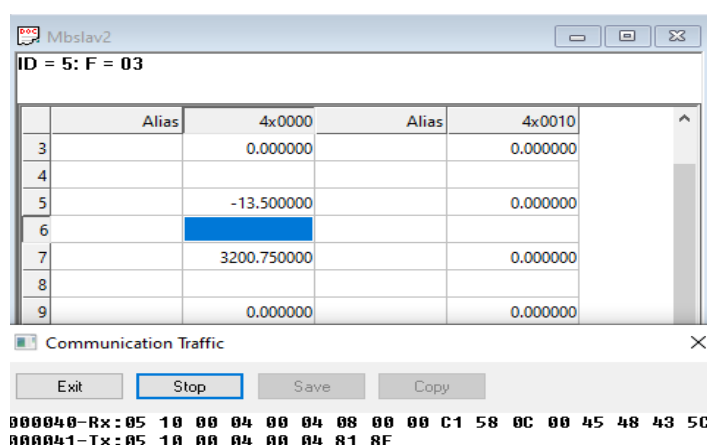 Mbslav2
ID = 5: F = 03
Alias 4x0000 Alias 4x0010
3 0.000000 0.000000
4
5 -13.500000 0.000000
6
7 3200.750000 0.000000
8
9 0.000000 0.000000
Communication Traffic
Exit Stop Save Copy
000040-Rx:05 10 00 04 00 04 08 00 00 C1 58 0C 00 45 48 43 5C
000041-Tx:05 10 00 04 00 04 81 8F